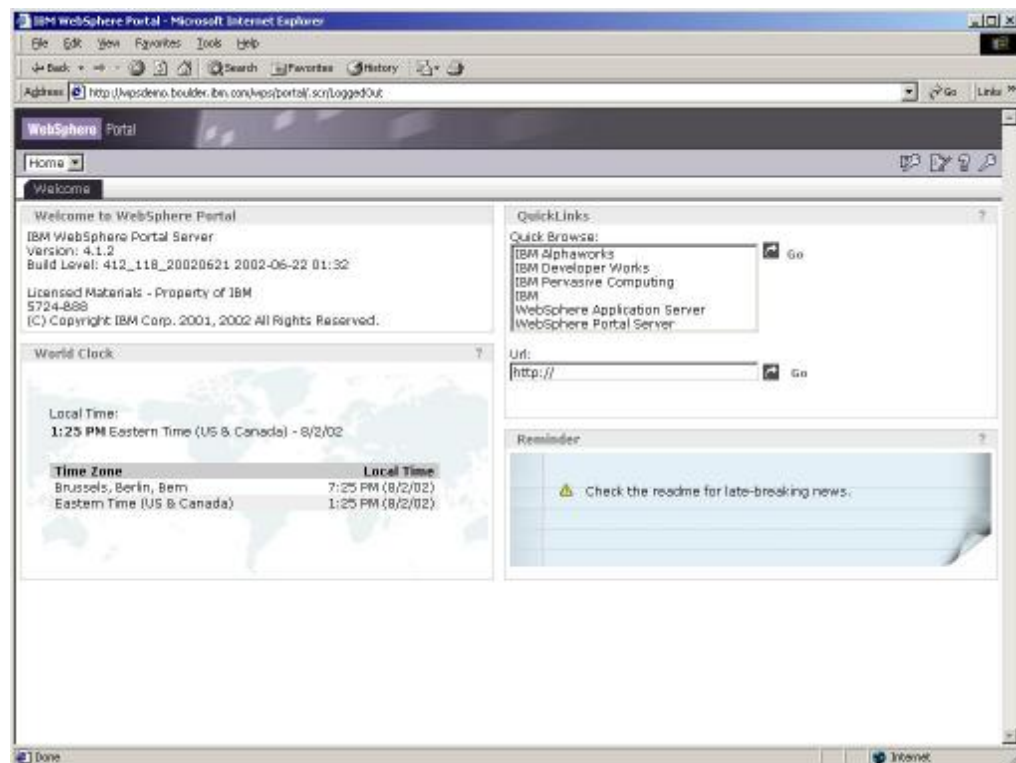 IBM WebSphere Portal - Microsoft Internet Explorer
File Edit View Favorites Tools Help
Back Search Favorites History
Address http://wpsdemo.boulder.ibm.com/wps/portal/.scr/LoggedOut Go Links »
WebSphere Portal
Home
Welcome
Welcome to WebSphere Portal
IBM WebSphere Portal Server
Version: 4.1.2
Build Level: 412_118_20020621 2002-06-22 01:32
Licensed Materials - Property of IBM
5724-B88
(C) Copyright IBM Corp. 2001, 2002 All Rights Reserved.
World Clock ?
Local Time:
1:25 PM Eastern Time (US & Canada) - 8/2/02
Time Zone Local Time
Brussels, Berlin, Bern 7:25 PM (8/2/02)
Eastern Time (US & Canada) 1:25 PM (8/2/02)
QuickLinks ?
Quick Browse:
IBM Alphaworks
IBM Developer Works
IBM Pervasive Computing
IBM
WebSphere Application Server
WebSphere Portal Server
Go
Url:
http:// Go
Reminder ?
Check the readme for late-breaking news.
Done Internet